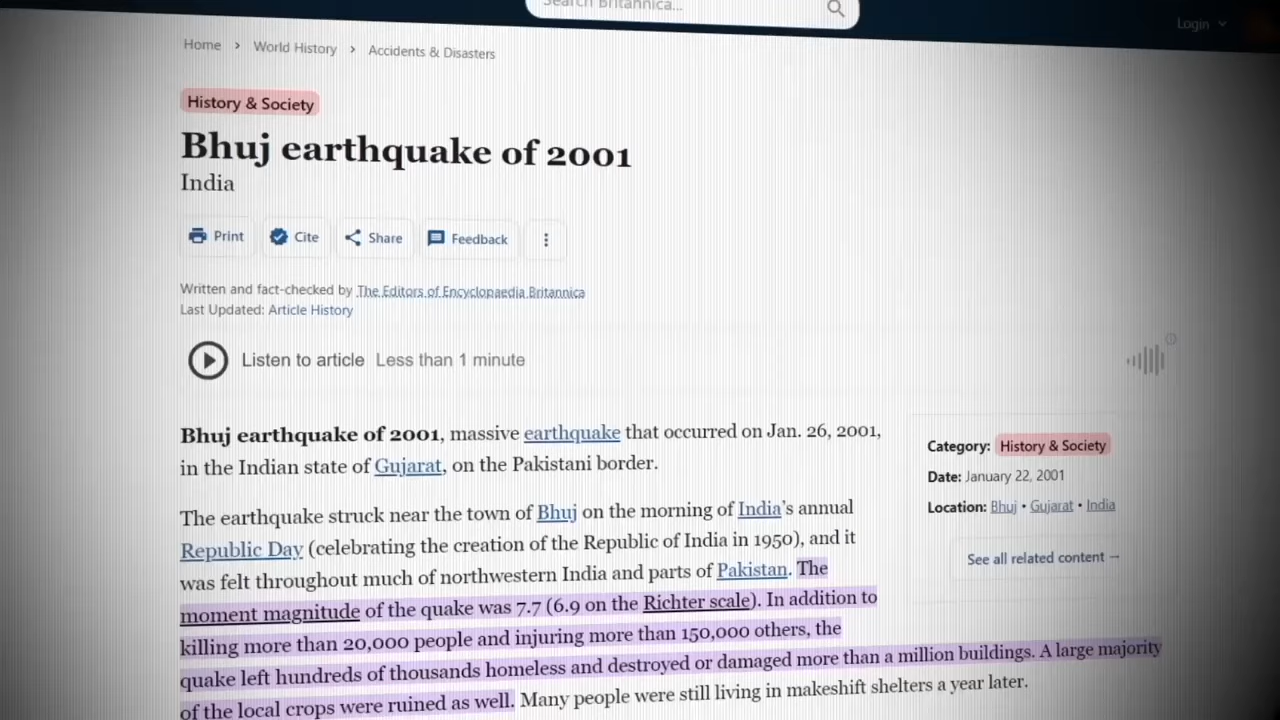 Search Britannica...
Login
Home > World History > Accidents & Disasters
History & Society
Bhuj earthquake of 2001
India
Print Cite Share Feedback
Written and fact-checked by The Editors of Encyclopaedia Britannica
Last Updated: Article History
Listen to article Less than 1 minute
Bhuj earthquake of 2001, massive earthquake that occurred on Jan. 26, 2001,
in the Indian state of Gujarat, on the Pakistani border.
The earthquake struck near the town of Bhuj on the morning of India's annual
Republic Day (celebrating the creation of the Republic of India in 1950), and it
was felt throughout much of northwestern India and parts of Pakistan. The
moment magnitude of the quake was 7.7 (6.9 on the Richter scale). In addition to
killing more than 20,000 people and injuring more than 150,000 others, the
quake left hundreds of thousands homeless and destroyed or damaged more than a million buildings. A large majority
of the local crops were ruined as well. Many people were still living in makeshift shelters a year later.
Category: History & Society
Date: January 22, 2001
Location: Bhuj • Gujarat • India
See all related content →